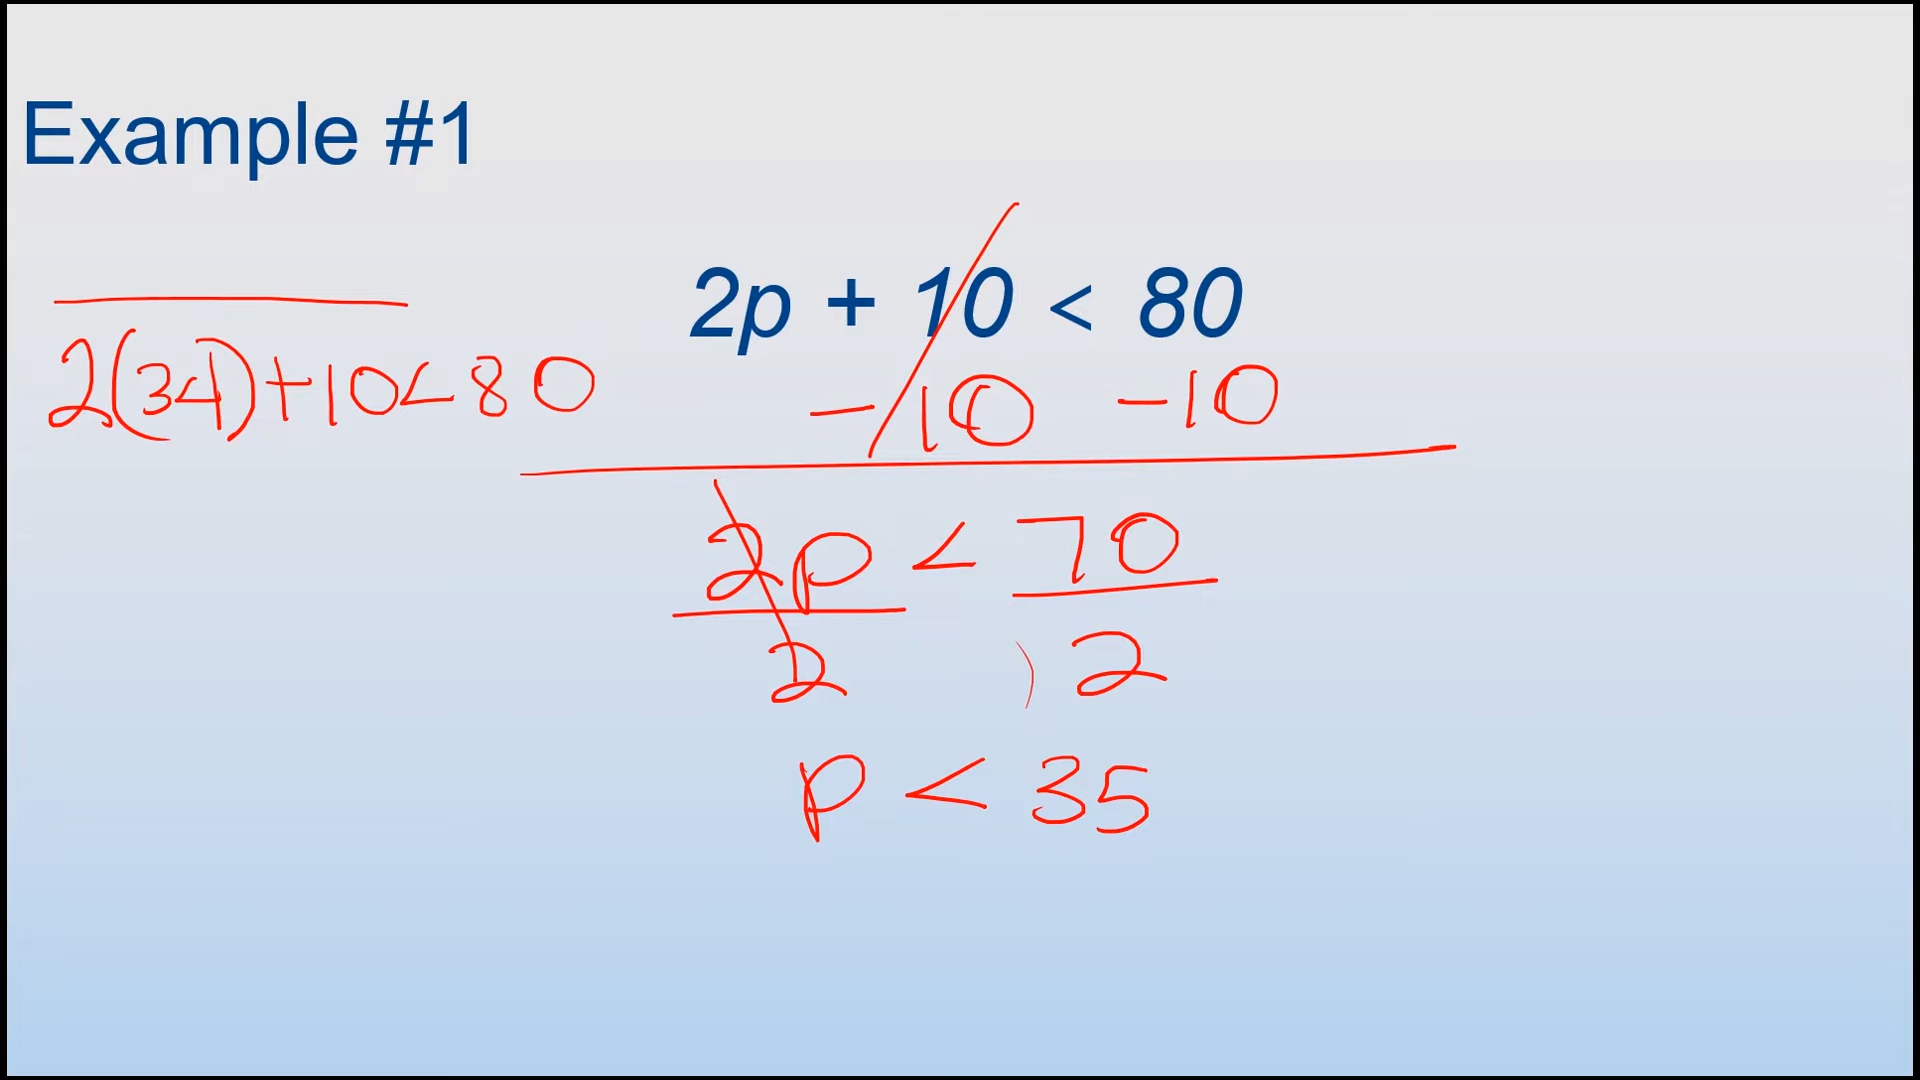 Example #1
2p + 10 < 80
2(34)+10<80
-10 -10
2p < 70
2 2
p < 35